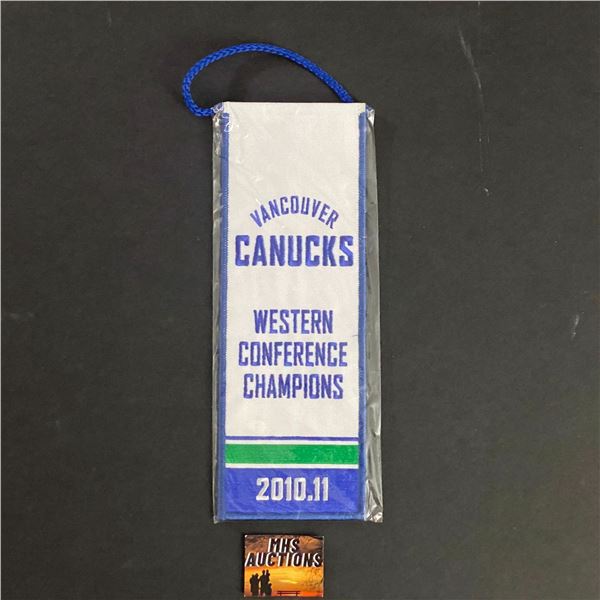 VANCOUVER
CANUCKS
WESTERN
CONFERENCE
CHAMPIONS
2010.11
MHS
AUCTIONS